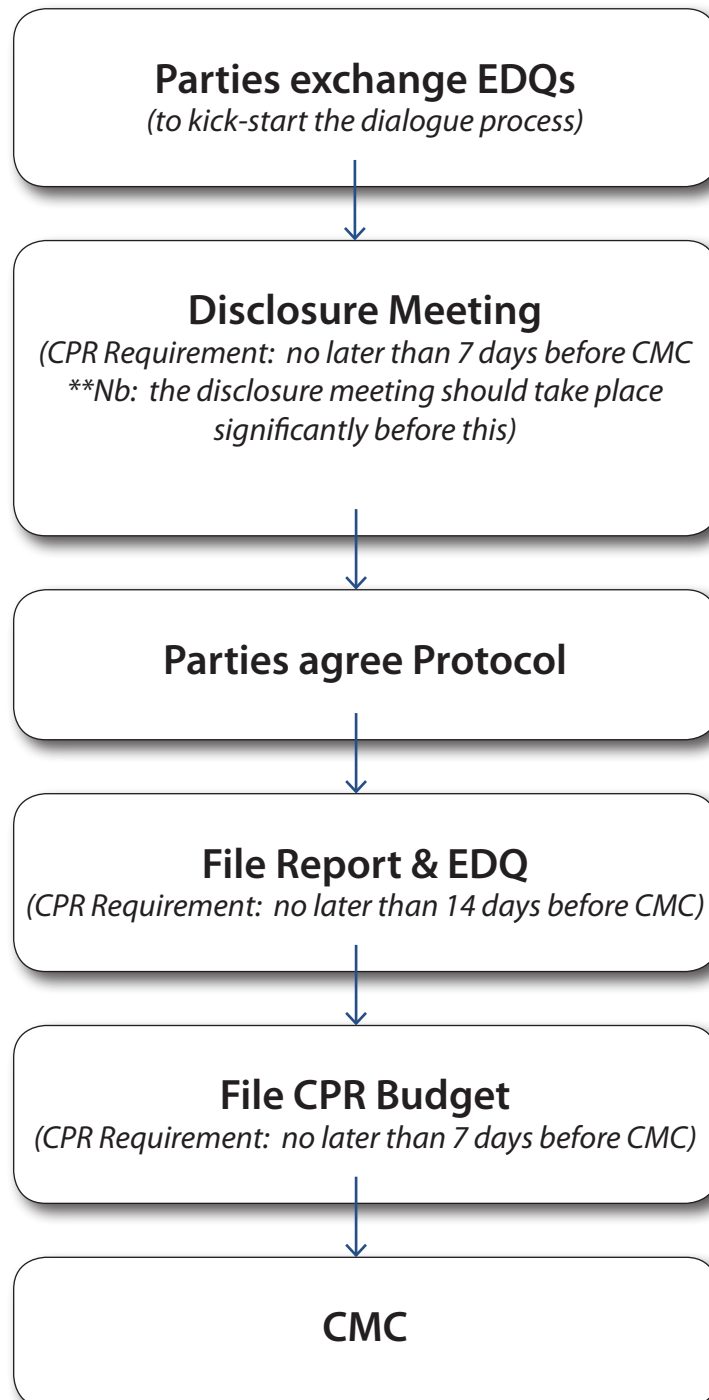 Parties exchange EDQs
(to kick-start the dialogue process)
Disclosure Meeting
(CPR Requirement: no later than 7 days before CMC
**Nb: the disclosure meeting should take place
significantly before this)
Parties agree Protocol
File Report & EDQ
(CPR Requirement: no later than 14 days before CMC)
File CPR Budget
(CPR Requirement: no later than 7 days before CMC)
CMC